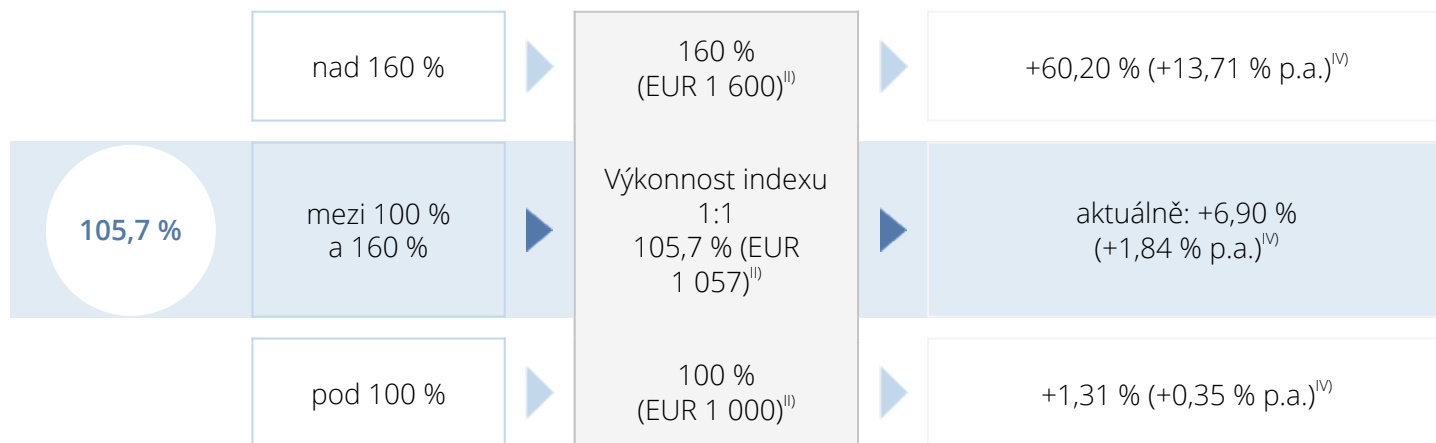 nad 160 %
160 %
(EUR 1 600)II)
+60,20 % (+13,71 % p.a.)IV)
105,7 %
mezi 100 %
a 160 %
Výkonnost indexu
1:1
105,7 % (EUR
1 057)II)
aktuálně: +6,90 %
(+1,84 % p.a.)IV)
pod 100 %
100 %
(EUR 1 000)II)
+1,31 % (+0,35 % p.a.)IV)